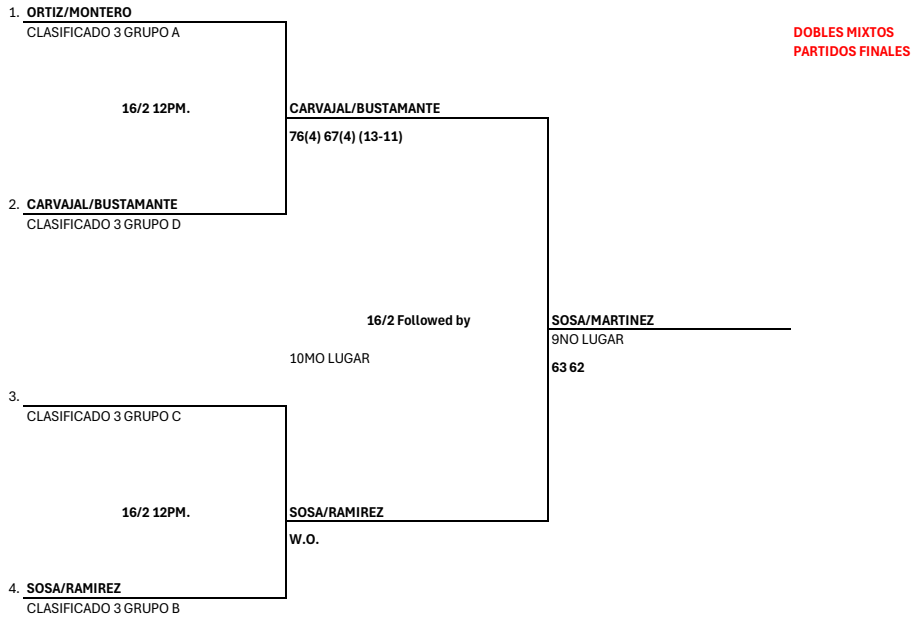 1. ORTIZ/MONTERO
CLASIFICADO 3 GRUPO A
DOBLES MIXTOS
PARTIDOS FINALES
16/2 12PM.
CARVAJAL/BUSTAMANTE
76(4) 67(4) (13-11)
2. CARVAJAL/BUSTAMANTE
CLASIFICADO 3 GRUPO D
16/2 Followed by
SOSA/MARTINEZ
9NO LUGAR
10MO LUGAR
63 62
3.
CLASIFICADO 3 GRUPO C
16/2 12PM.
SOSA/RAMIREZ
W.O.
4. SOSA/RAMIREZ
CLASIFICADO 3 GRUPO B